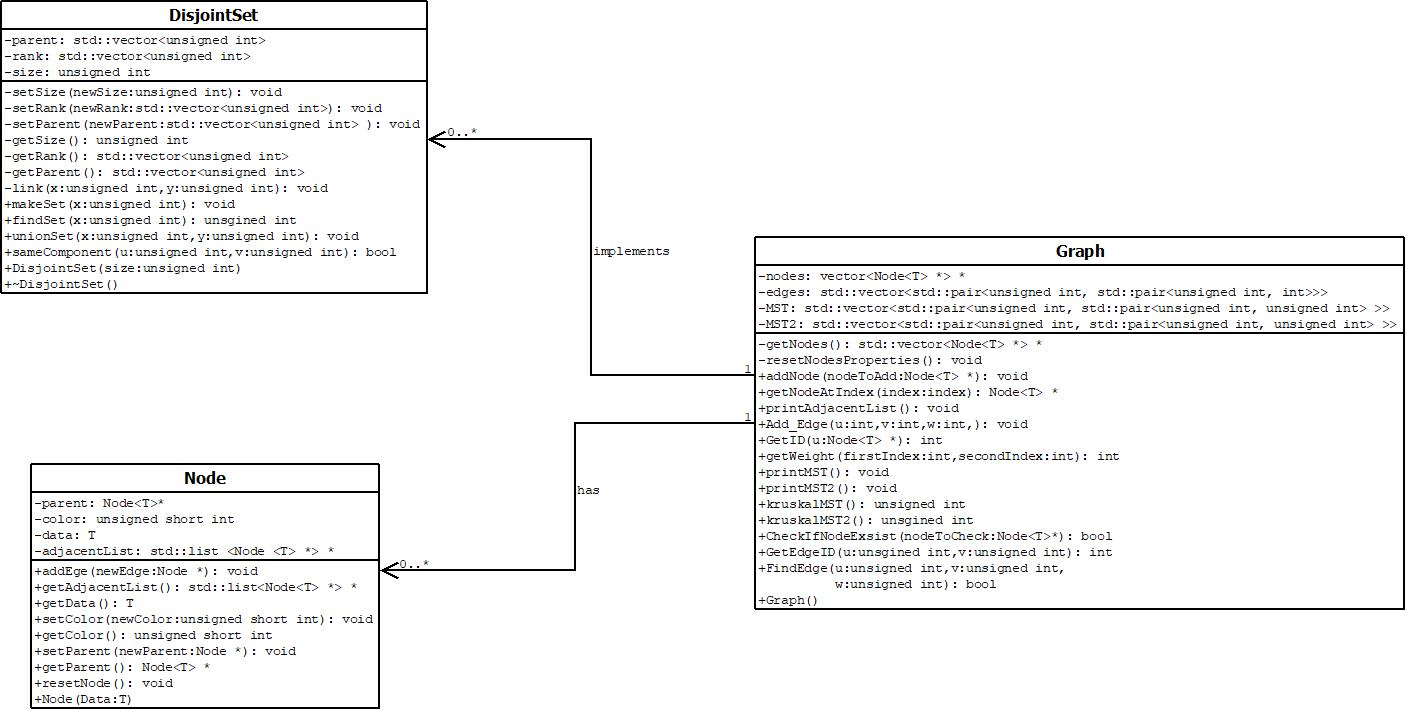 DisjointSet
-parent: std::vector<unsigned int>
-rank: std::vector<unsigned int>
-size: unsigned int
-setSize(newSize:unsigned int): void
-setRank(newRank:std::vector<unsigned int>): void
-setParent(newParent:std::vector<unsigned int> ): void
-getSize(): unsigned int
-getRank(): std::vector<unsigned int>
-getParent(): std::vector<unsigned int>
-link(x:unsigned int,y:unsigned int): void
+makeSet(x:unsigned int): void
+findSet(x:unsigned int): unsgined int
+unionSet(x:unsigned int,y:unsigned int): void
+sameComponent(u:unsigned int,v:unsigned int): bool
+DisjointSet(size:unsigned int)
+~DisjointSet()
0..*
implements
1
Graph
-nodes: vector<Node<T> *> *
-edges: std::vector<std::pair<unsigned int, std::pair<unsigned int, int>>>
-MST: std::vector<std::pair<unsigned int, std::pair<unsigned int, unsigned int> >>
-MST2: std::vector<std::pair<unsigned int, std::pair<unsigned int, unsigned int> >>
-getNodes(): std::vector<Node<T> *> *
-resetNodesProperties(): void
+addNode(nodeToAdd:Node<T> *): void
+getNodeAtIndex(index:index): Node<T> *
+printAdjacentList(): void
+Add_Edge(u:int,v:int,w:int,): void
+GetID(u:Node<T> *): int
+getWeight(firstIndex:int,secondIndex:int): int
+printMST(): void
+printMST2(): void
+kruskalMST(): unsigned int
+kruskalMST2(): unsgined int
+CheckIfNodeExsist(nodeToCheck:Node<T>*): bool
+GetEdgeID(u:unsgined int,v:unsigned int): int
+FindEdge(u:unsigned int,v:unsigned int,
w:unsigned int): bool
+Graph()
1
has
0..*
Node
-parent: Node<T>*
-color: unsigned short int
-data: T
-adjacentList: std::list <Node <T> *> *
+addEge(newEdge:Node *): void
+getAdjacentList(): std::list<Node<T> *> *
+getData(): T
+setColor(newColor:unsigned short int): void
+getColor(): unsigned short int
+setParent(newParent:Node *): void
+getParent(): Node<T> *
+resetNode(): void
+Node(Data:T)